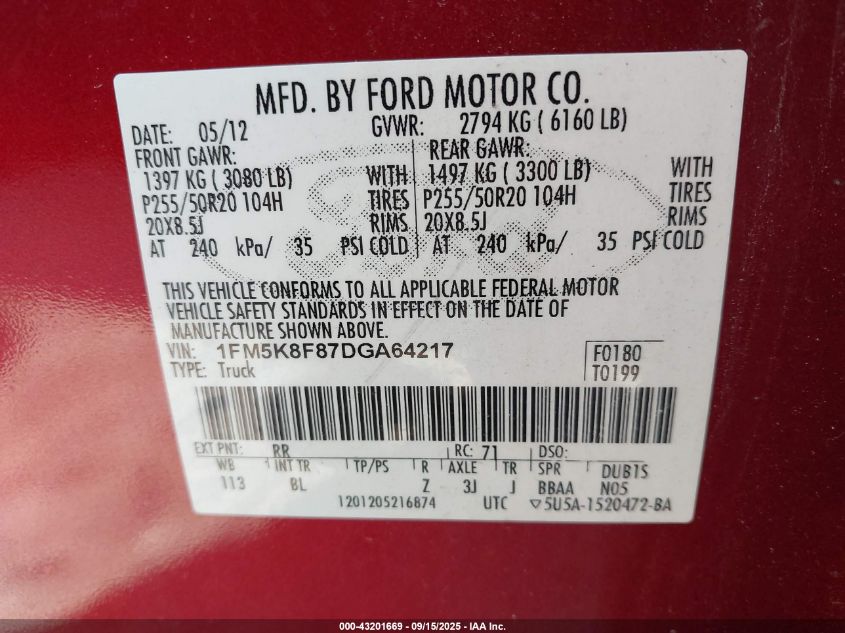 MFD. BY FORD MOTOR CO.
DATE: 05/12 GVWR: 2794 KG ( 6160 LB)
FRONT GAWR: REAR GAWR:
1397 KG ( 3080 LB) WITH 1497 KG ( 3300 LB) WITH
P255/50R20 104H TIRES P255/50R20 104H TIRES
20X8.5J RIMS 20X8.5J RIMS
AT 240 kPa/ 35 PSI COLD AT 240 kPa/ 35 PSI COLD
THIS VEHICLE CONFORMS TO ALL APPLICABLE FEDERAL MOTOR
VEHICLE SAFETY STANDARDS IN EFFECT ON THE DATE OF
MANUFACTURE SHOWN ABOVE.
VIN: 1FM5K8F87DGA64217 F0180
TYPE: Truck T0199
EXT PNT: RR RC: 71 DSO:
WB INT TR TP/PS R AXLE TR SPR DUB1S
113 BL Z 3J J BBAA N05
1201205216874 UTC ▽5U5A-1520472-BA
000-43201669 - 09/15/2025 - IAA Inc.